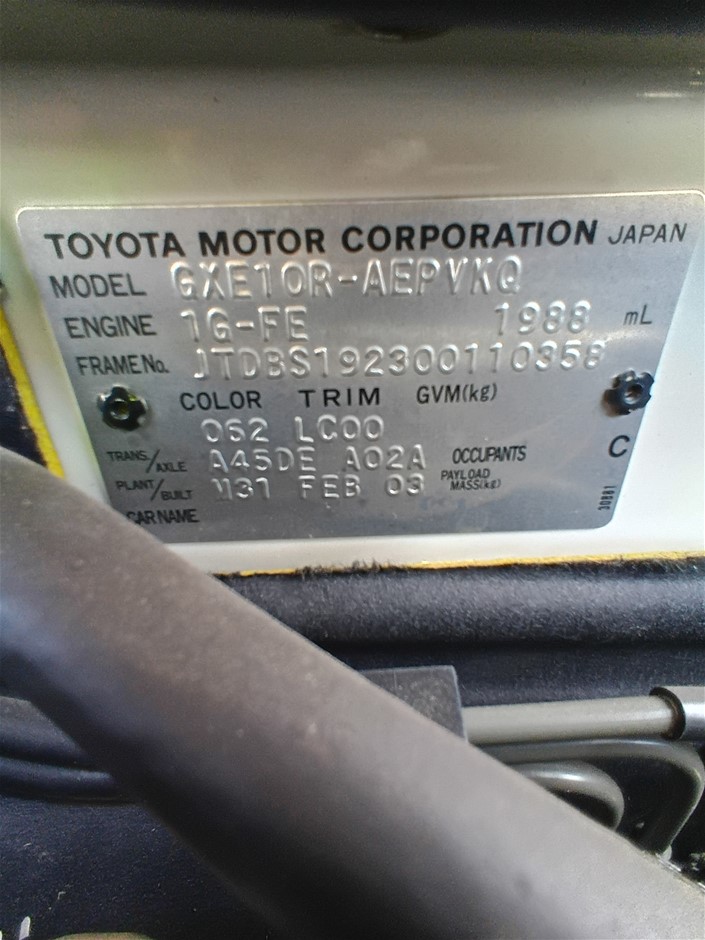 TOYOTA MOTOR CORPORATION JAPAN
MODEL GXE10R-AEPVKQ
ENGINE 1G-FE 1988 mL
FRAME No. JTDBS192300110358
COLOR TRIM GVM(kg)
062 LC00
TRANS./AXLE A45DE A02A OCCUPANTS C
PLANT/BUILT M31 FEB 03 PAYLOAD MASS(kg)
CAR NAME
30881